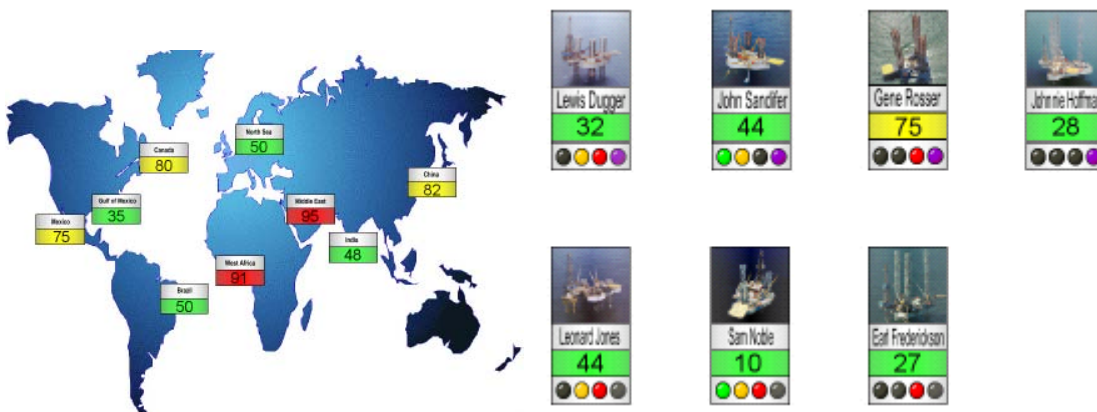 North Sea
50
Canada
80
China
82
Gulf of Mexico
35
Middle East
95
Mexico
75
India
48
West Africa
91
Brazil
50
Lewis Dugger
32
John Sandifer
44
Gene Rosser
75
Johnnie Hoffma
28
Leonard Jones
44
Sam Noble
10
Earl Frederickson
27